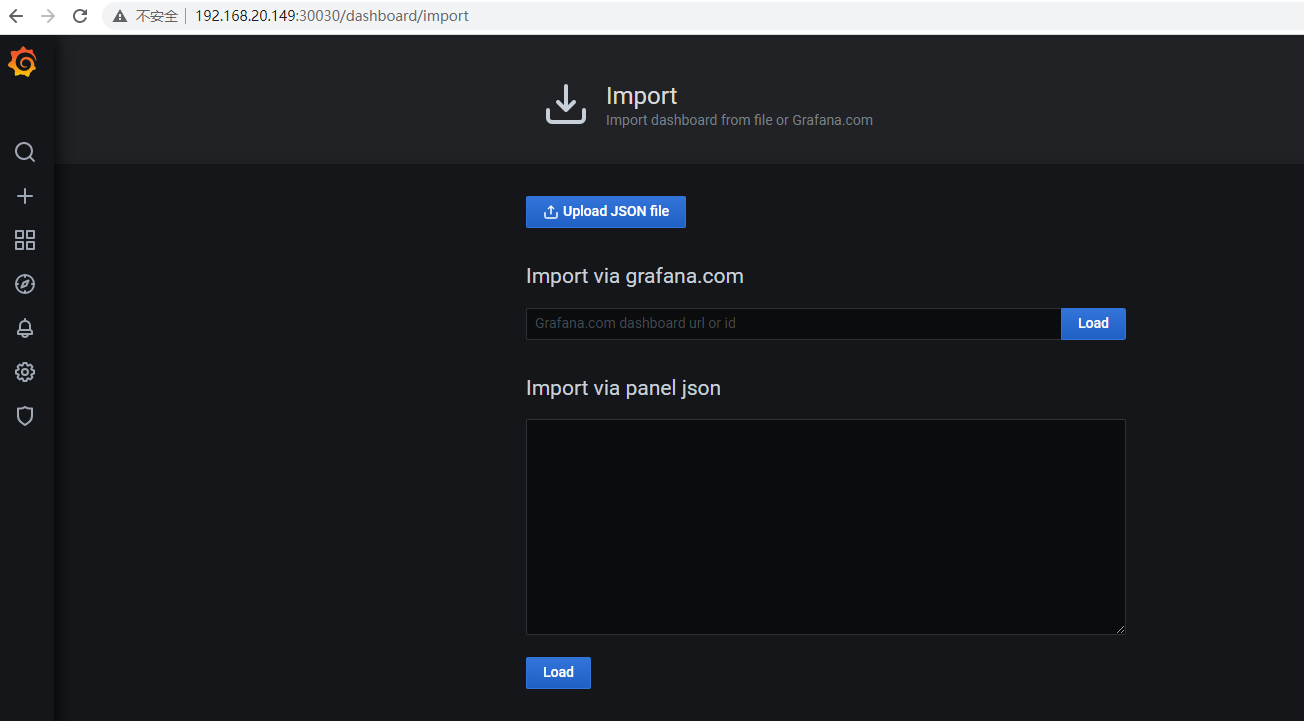 不安全 192.168.20.149:30030/dashboard/import
Import
Import dashboard from file or Grafana.com
Upload JSON file
Import via grafana.com
Grafana.com dashboard url or id Load
Import via panel json
Load